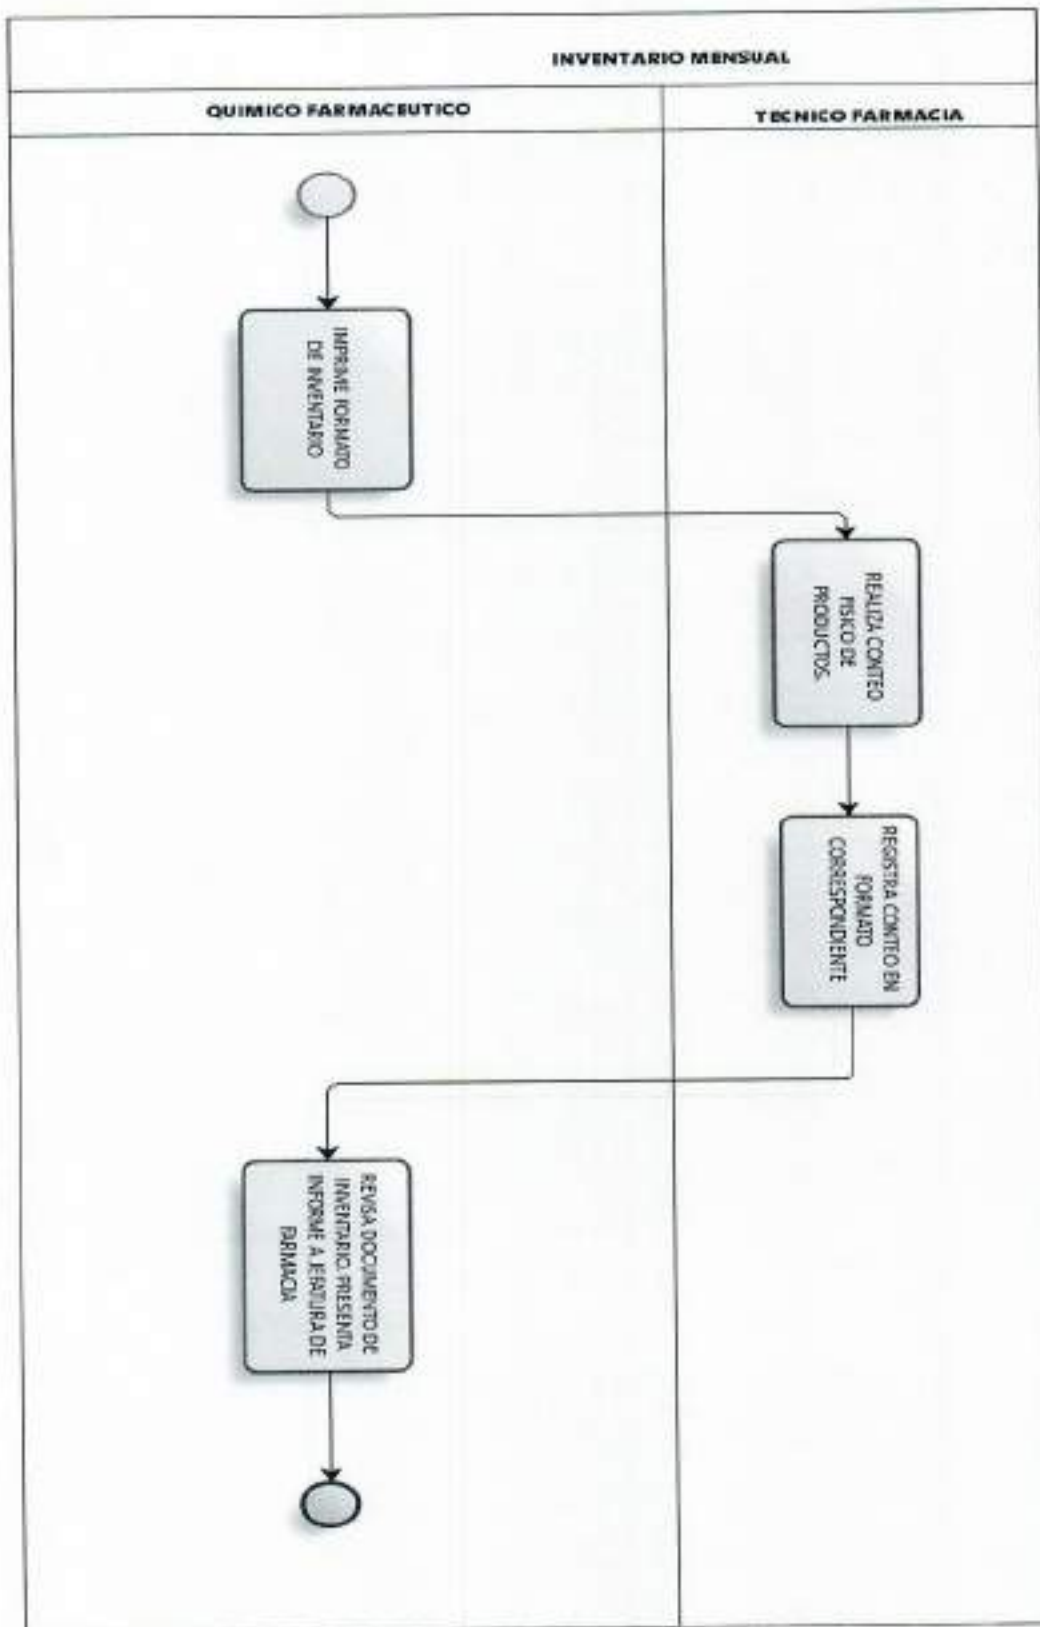 INVENTARIO MENSUAL
QUIMICO FARMACEUTICO
TECNICO FARMACIA
IMPRIME FORMATO
DE INVENTARIO
REALIZA CONTEO
FISICO DE
PRODUCTOS.
REGISTRA CONTEO EN
FORMATO
CORRESPONDIENTE
REVISA DOCUMENTO DE
INVENTARIO. PRESENTA
INFORME A JEFATURA DE
FARMACIA